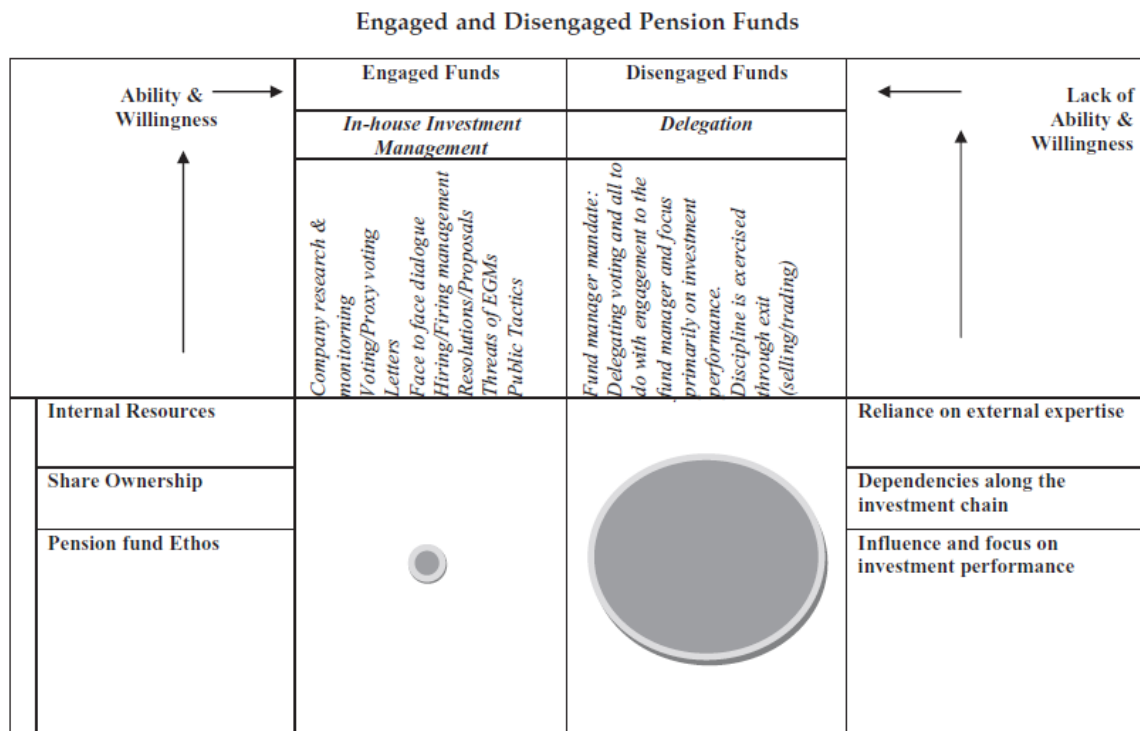 Engaged and Disengaged Pension Funds
Ability &
Willingness
Engaged Funds
Disengaged Funds
Lack of
Ability &
Willingness
In-house Investment
Management
Delegation
Company research &
monitorning
Voting/Proxy voting
Letters
Face to face dialogue
Hiring/Firing management
Resolutions/Proposals
Threats of EGMs
Public Tactics
Fund manager mandate:
Delegating voting and all to
do with engagement to the
fund manager and focus
primarily on investment
performance.
Discipline is exercised
through exit
(selling/trading)
Internal Resources
Reliance on external expertise
Share Ownership
Dependencies along the
investment chain
Pension fund Ethos
Influence and focus on
investment performance